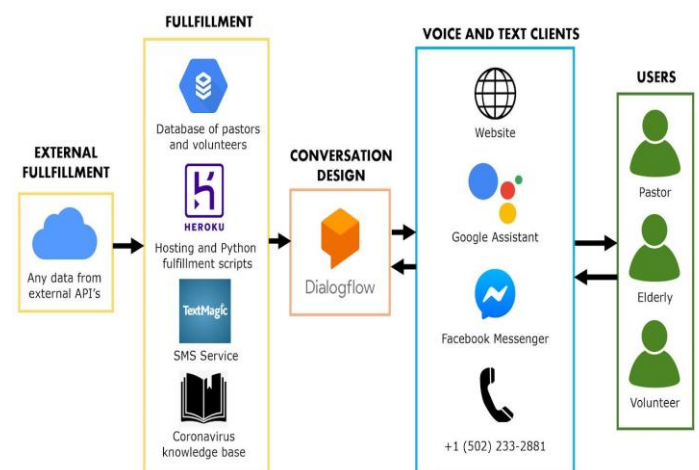 EXTERNAL
FULLFILLMENT
Any data from
external API's
FULLFILLMENT
Database of pastors
and volunteers
HEROKU
Hosting and Python
fulfillment scripts
TextMagic
SMS Service
Coronavirus
knowledge base
CONVERSATION
DESIGN
Dialogflow
VOICE AND TEXT CLIENTS
Website
Google Assistant
Facebook Messenger
+1 (502) 233-2881
USERS
Pastor
Elderly
Volunteer